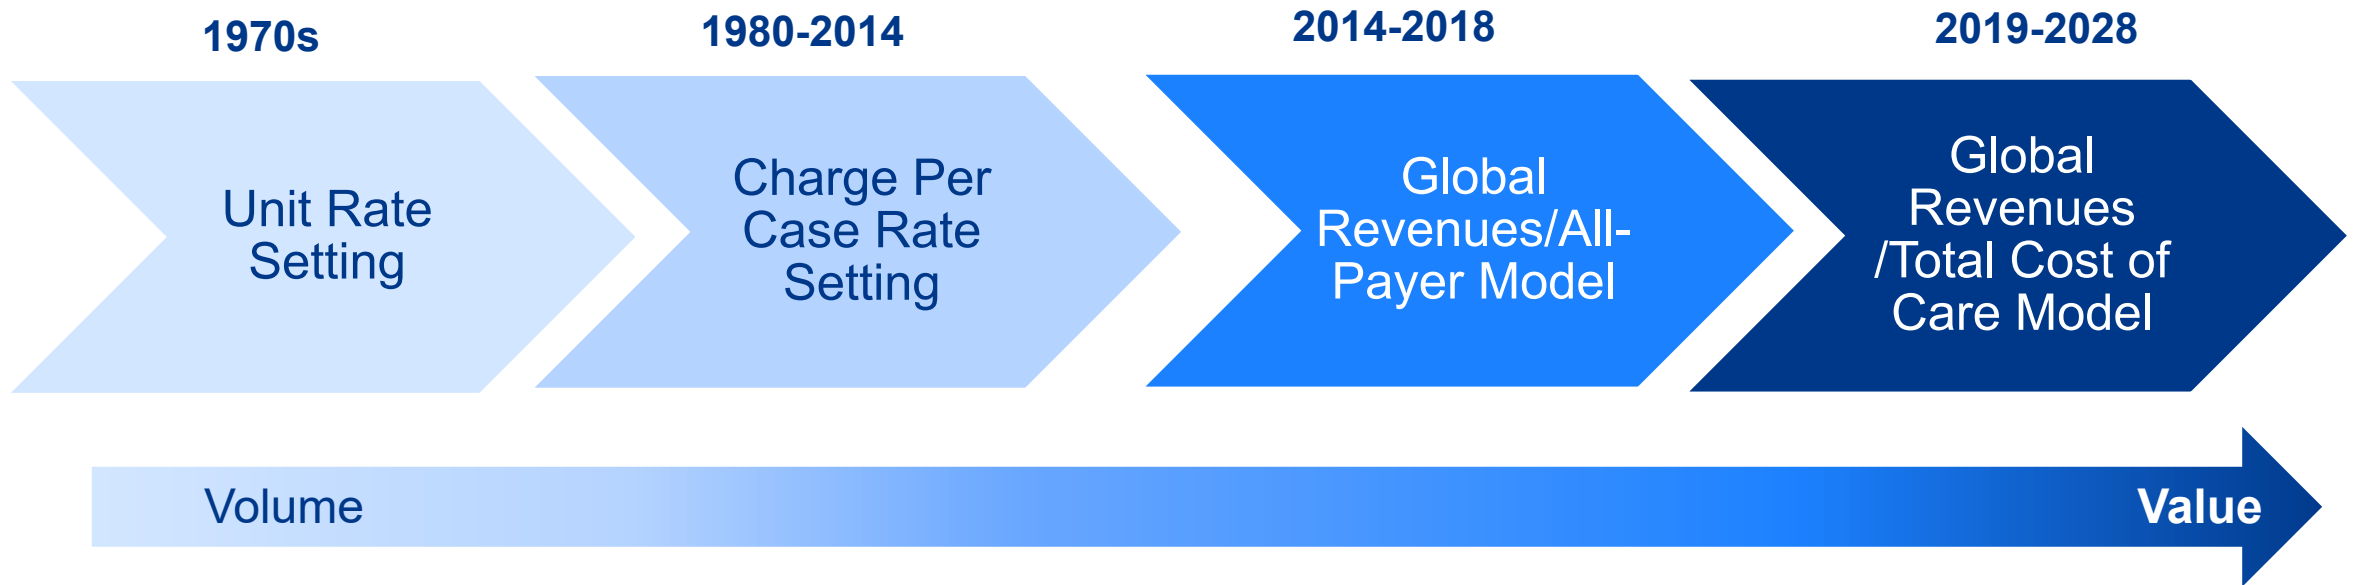 1970s
1980-2014
2014-2018
2019-2028
Unit Rate
Setting
Charge Per
Case Rate
Setting
Global
Revenues/All-
Payer Model
Global
Revenues
/Total Cost of
Care Model
Volume
Value